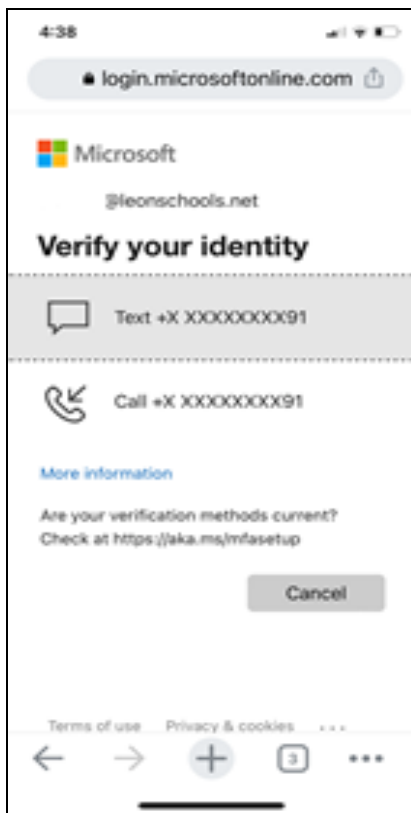 4:38
login.microsoftonline.com
Microsoft
@leonschools.net
Verify your identity
Text +X XXXXXXXX91
Call +X XXXXXXXX91
More information
Are your verification methods current?
Check at https://aka.ms/mfasetup
Cancel
Terms of use Privacy & cookies ...
3